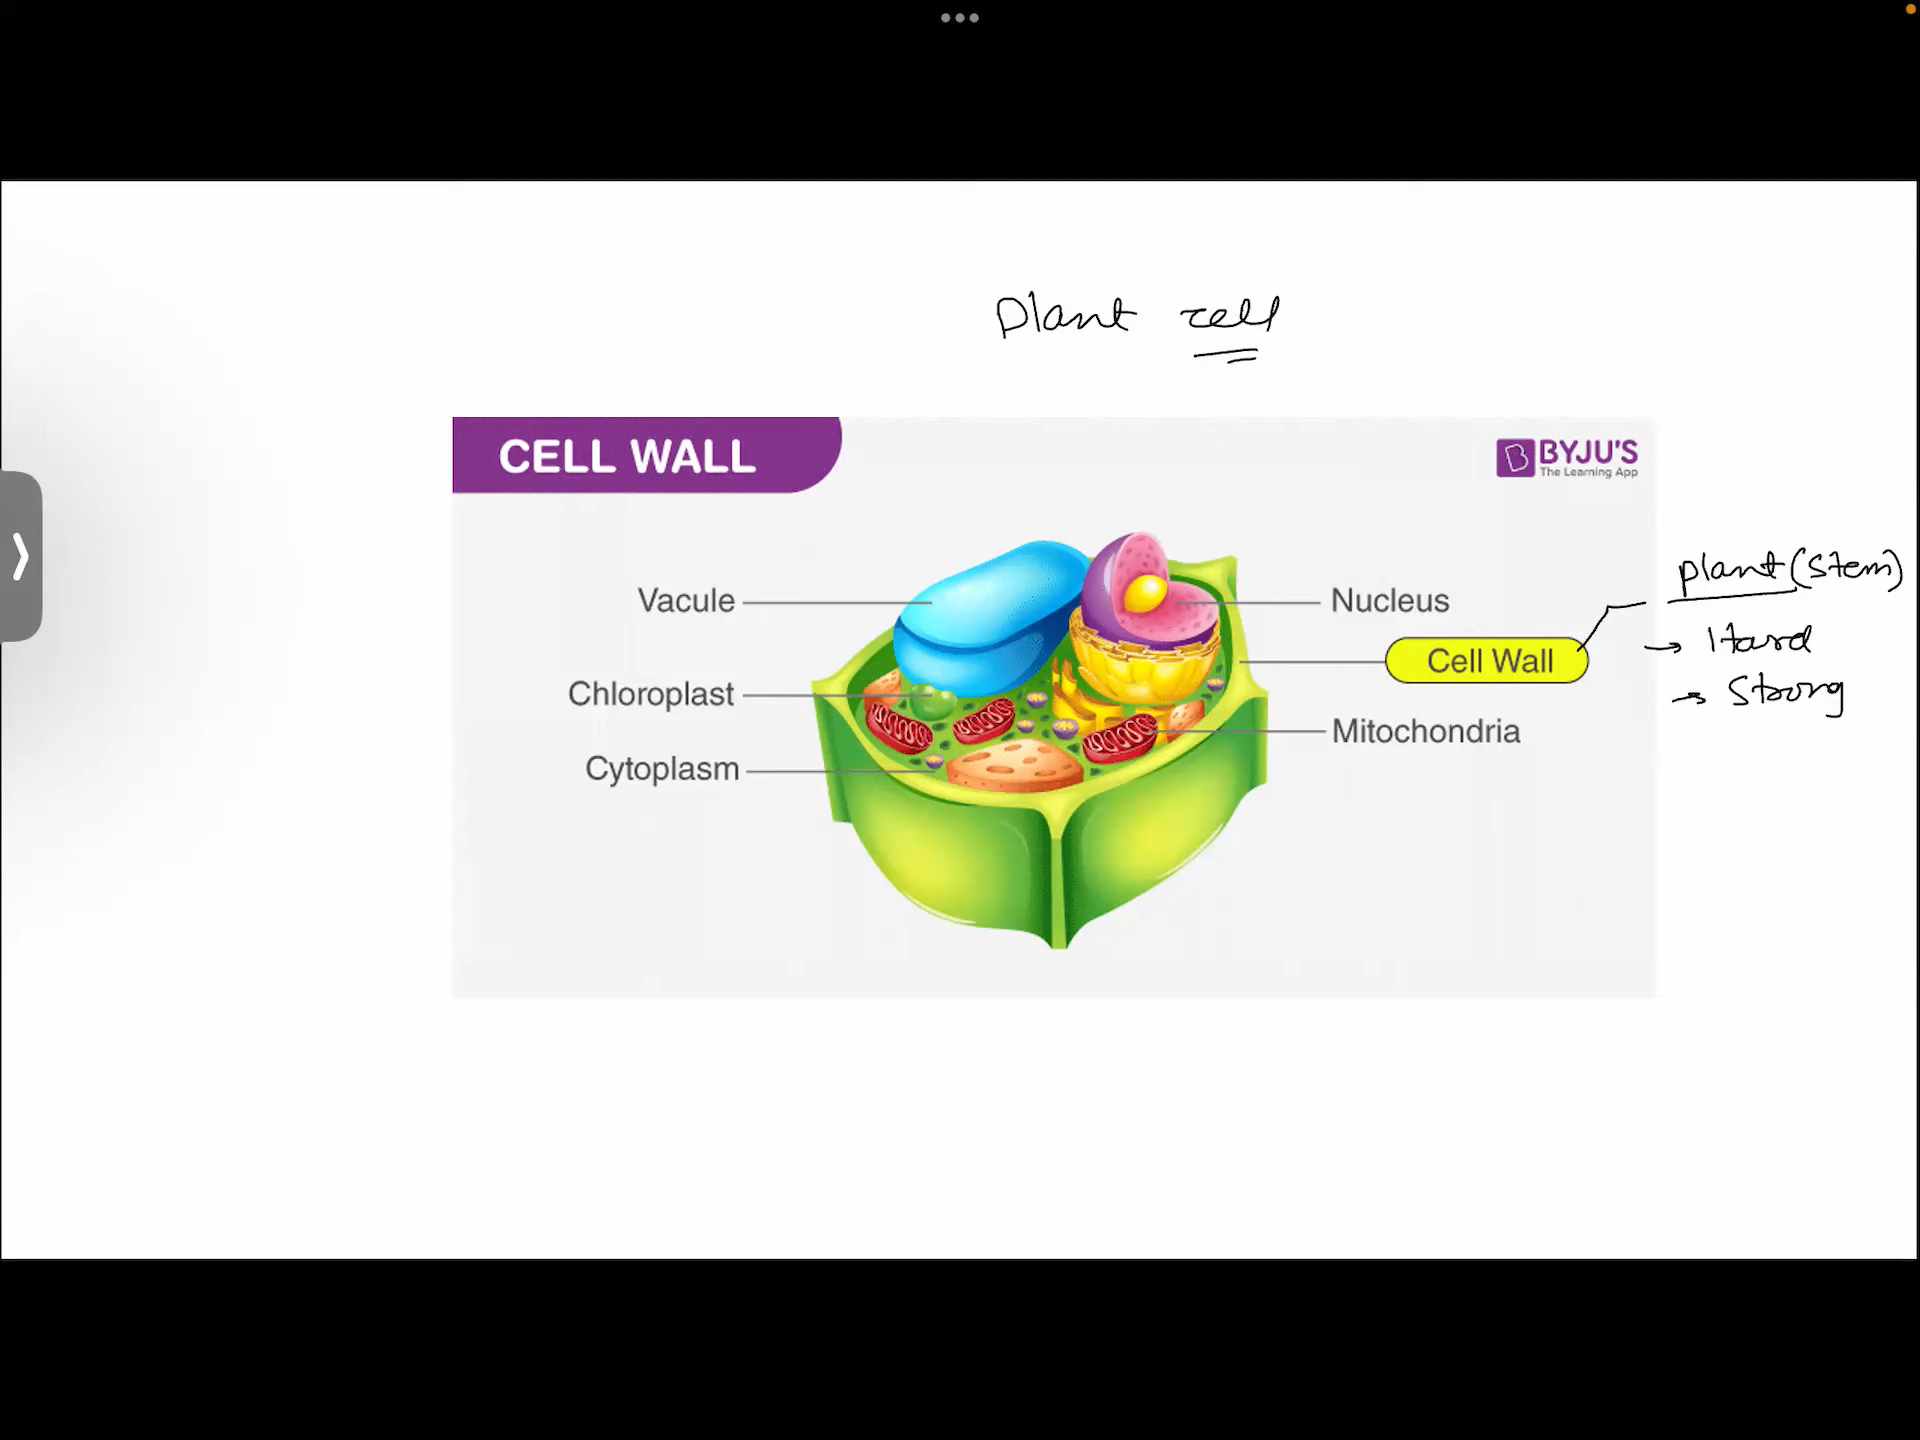 Plant cell
CELL WALL
BYJU'S
The Learning App
Vacule
Nucleus
plant (Stem)
Cell Wall
→ Hard
Chloroplast
→ Strong
Mitochondria
Cytoplasm